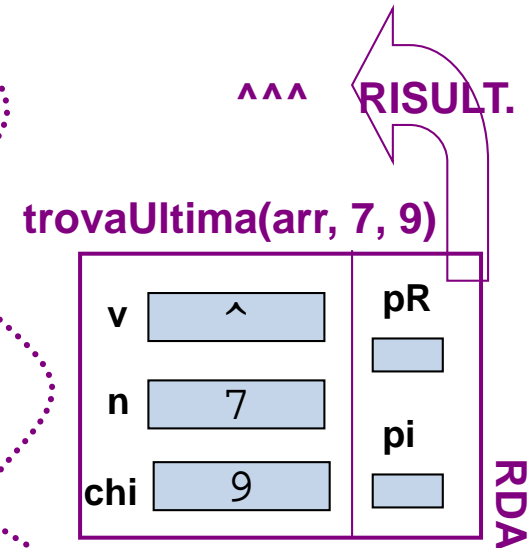 ^^^ RISULT.
trovaUltima(arr, 7, 9)
v ^ pR
n 7
pi
chi 9
RDA